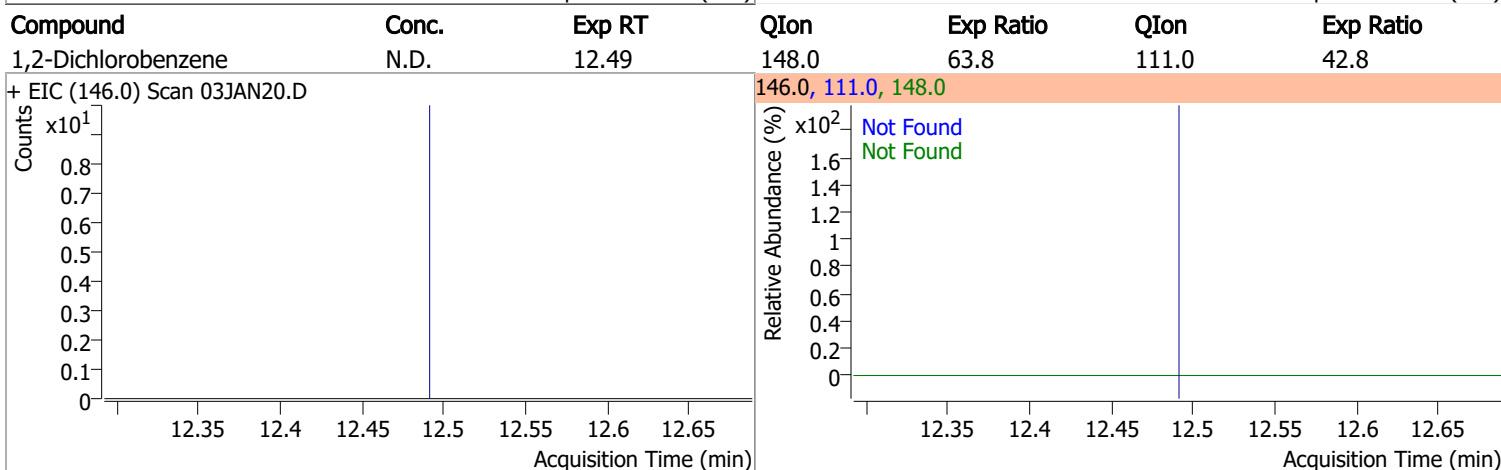 Compound Conc. Exp RT QIon Exp Ratio QIon Exp Ratio
1,2-Dichlorobenzene N.D. 12.49 148.0 63.8 111.0 42.8
+ EIC (146.0) Scan 03JAN20.D
Counts
x10¹
0.8
0.7
0.6
0.5
0.4
0.3
0.2
0.1
0
12.35 12.4 12.45 12.5 12.55 12.6 12.65
Acquisition Time (min)
146.0, 111.0, 148.0
Relative Abundance (%)
x10²
Not Found
Not Found
1.6
1.4
1.2
1
0.8
0.6
0.4
0.2
0
12.35 12.4 12.45 12.5 12.55 12.6 12.65
Acquisition Time (min)